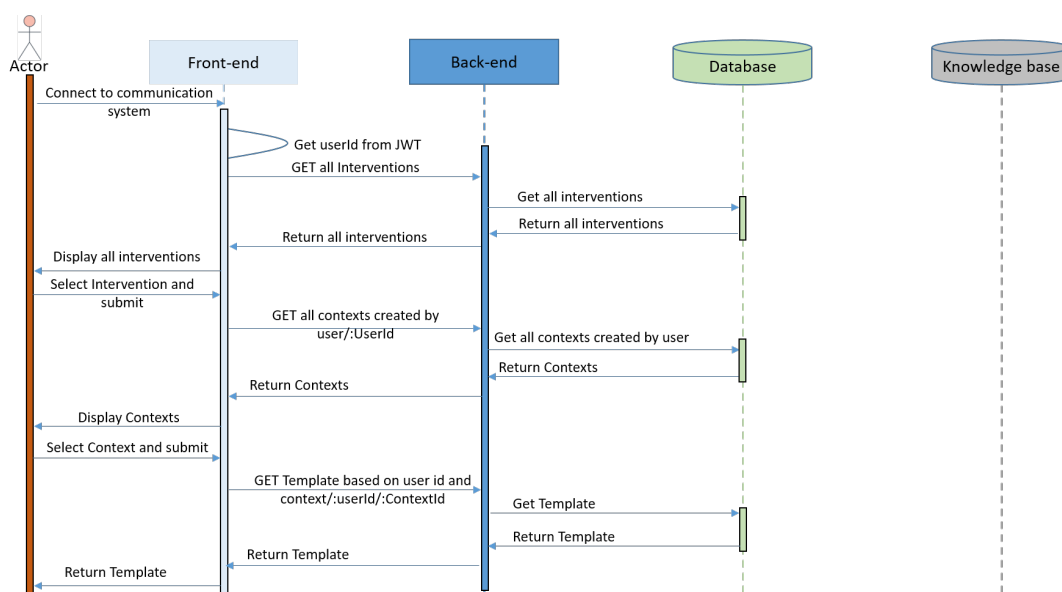 Actor
Front-end
Back-end
Database
Knowledge base
Connect to communication
system
Get userId from JWT
GET all Interventions
Get all interventions
Return all interventions
Return all interventions
Display all interventions
Select Intervention and
submit
GET all contexts created by
user/:UserId
Get all contexts created by user
Return Contexts
Return Contexts
Display Contexts
Select Context and submit
GET Template based on user id and
context/:userId/:ContextId
Get Template
Return Template
Return Template
Return Template